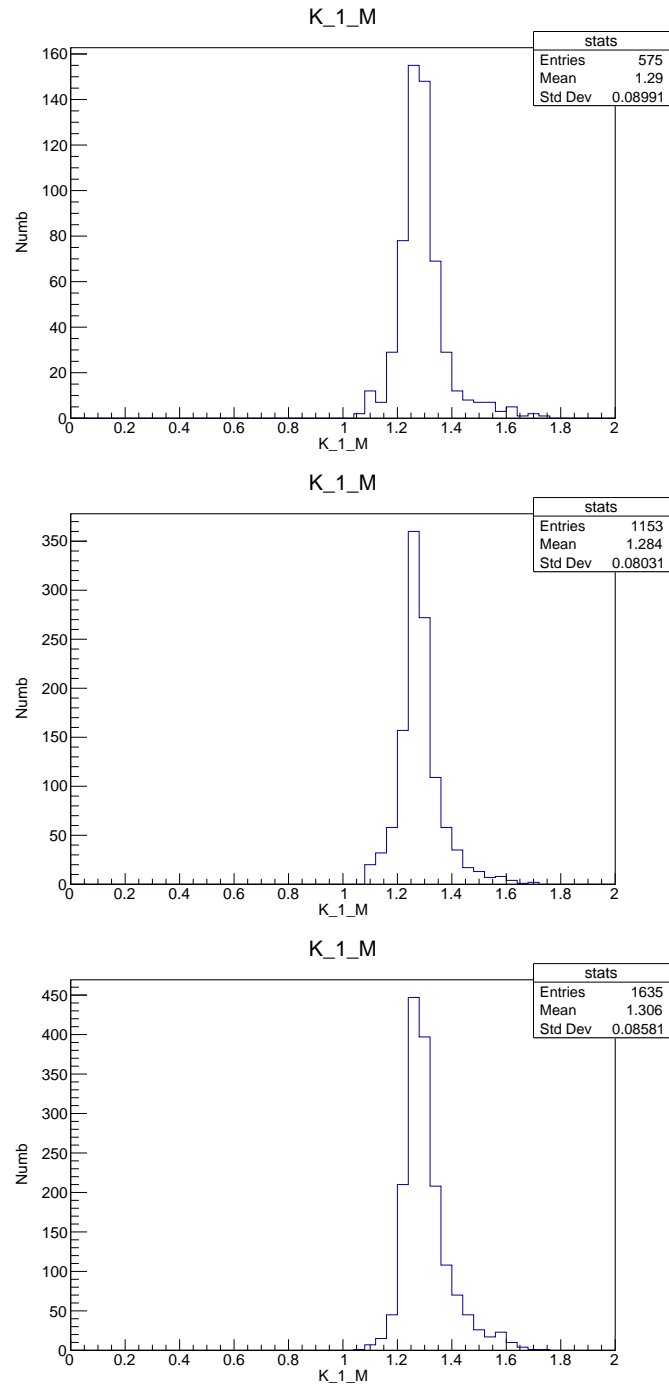 K_1_M
stats
Entries 575
Mean 1.29
Std Dev 0.08991
160
140
120
100
80
60
40
20
0
Numb
0 0.2 0.4 0.6 0.8 1 1.2 1.4 1.6 1.8 2
K_1_M
K_1_M
stats
Entries 1153
Mean 1.284
Std Dev 0.08031
350
300
250
200
150
100
50
0
Numb
0 0.2 0.4 0.6 0.8 1 1.2 1.4 1.6 1.8 2
K_1_M
K_1_M
stats
Entries 1635
Mean 1.306
Std Dev 0.08581
450
400
350
300
250
200
150
100
50
0
Numb
0 0.2 0.4 0.6 0.8 1 1.2 1.4 1.6 1.8 2
K_1_M